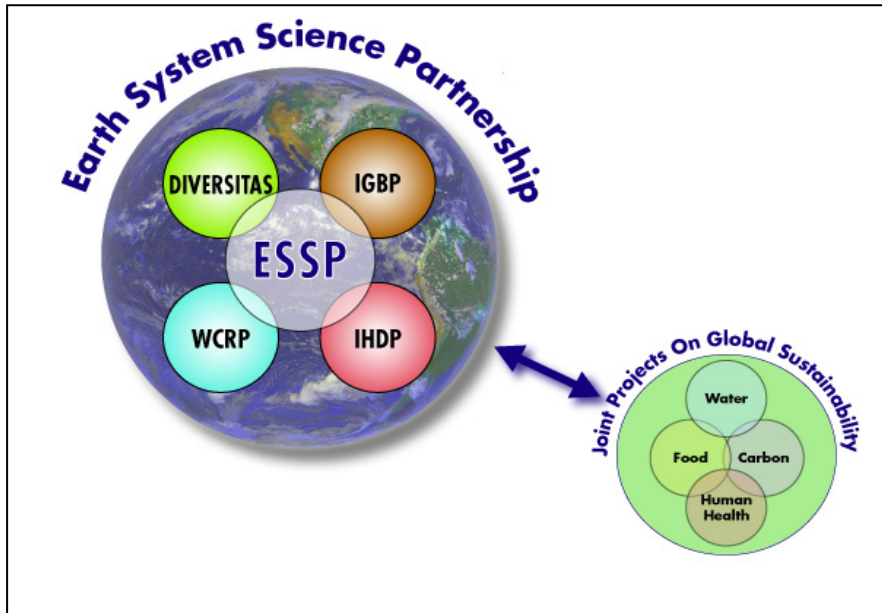 Earth System Science Partnership
DIVERSITAS
IGBP
ESSP
WCRP
IHDP
Joint Projects On Global Sustainability
Water
Food
Carbon
Human
Health